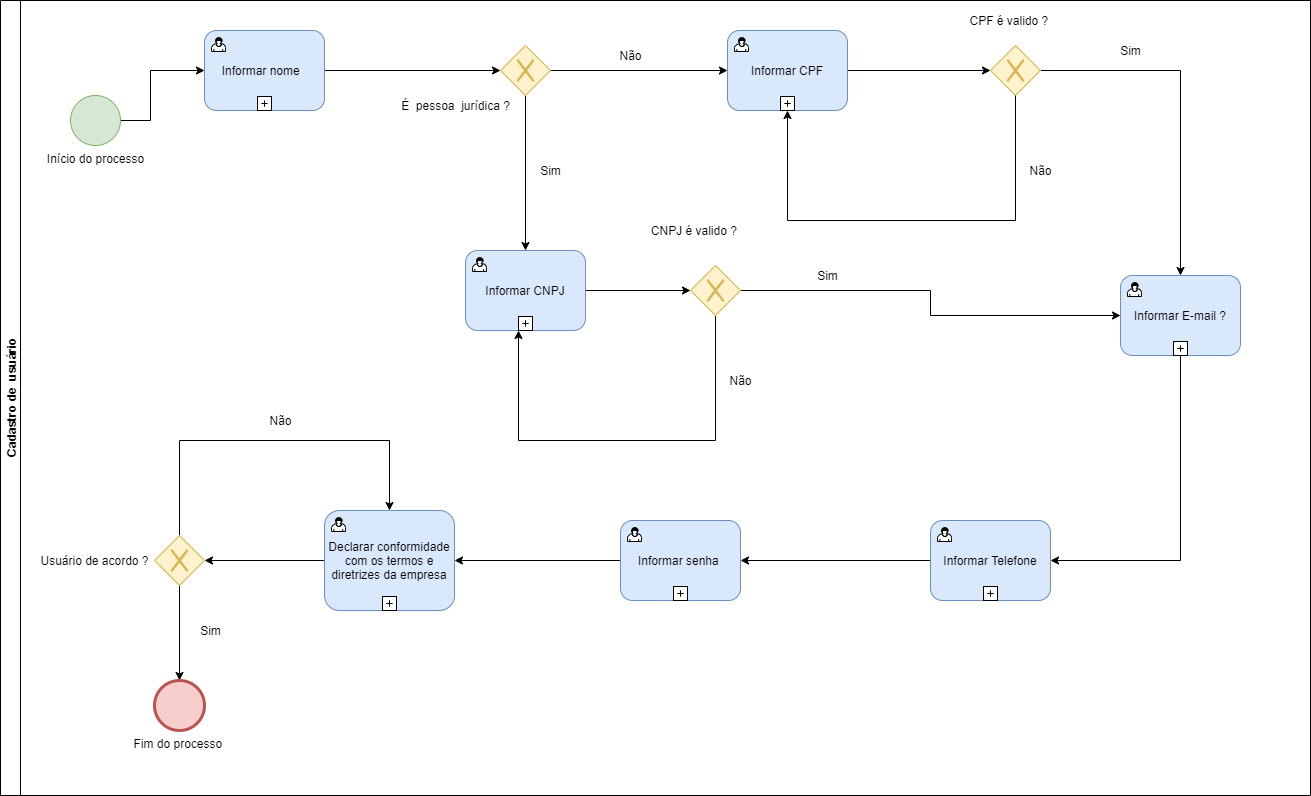 Cadastro de usuário
CPF é valido ?
Informar nome
Não
Informar CPF
Sim
É pessoa jurídica ?
Início do processo
Sim
Não
CNPJ é valido ?
Informar CNPJ
Sim
Informar E-mail ?
Não
Não
Usuário de acordo ?
Declarar conformidade
com os termos e
diretrizes da empresa
Informar senha
Informar Telefone
Sim
Fim do processo